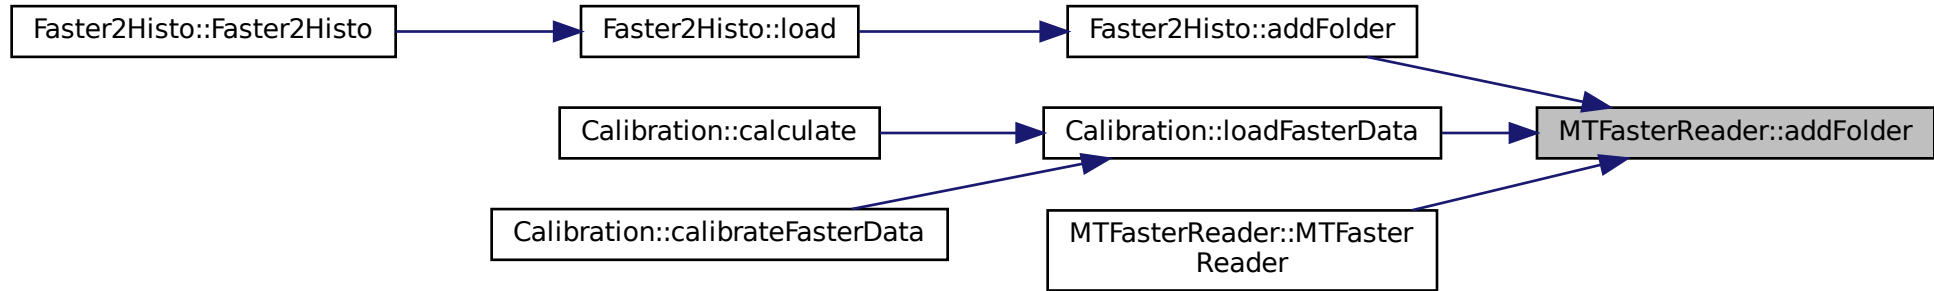 Faster2Histo::Faster2Histo
Faster2Histo::load
Faster2Histo::addFolder
Calibration::calculate
Calibration::loadFasterData
MTFasterReader::addFolder
Calibration::calibrateFasterData
MTFasterReader::MTFaster
Reader